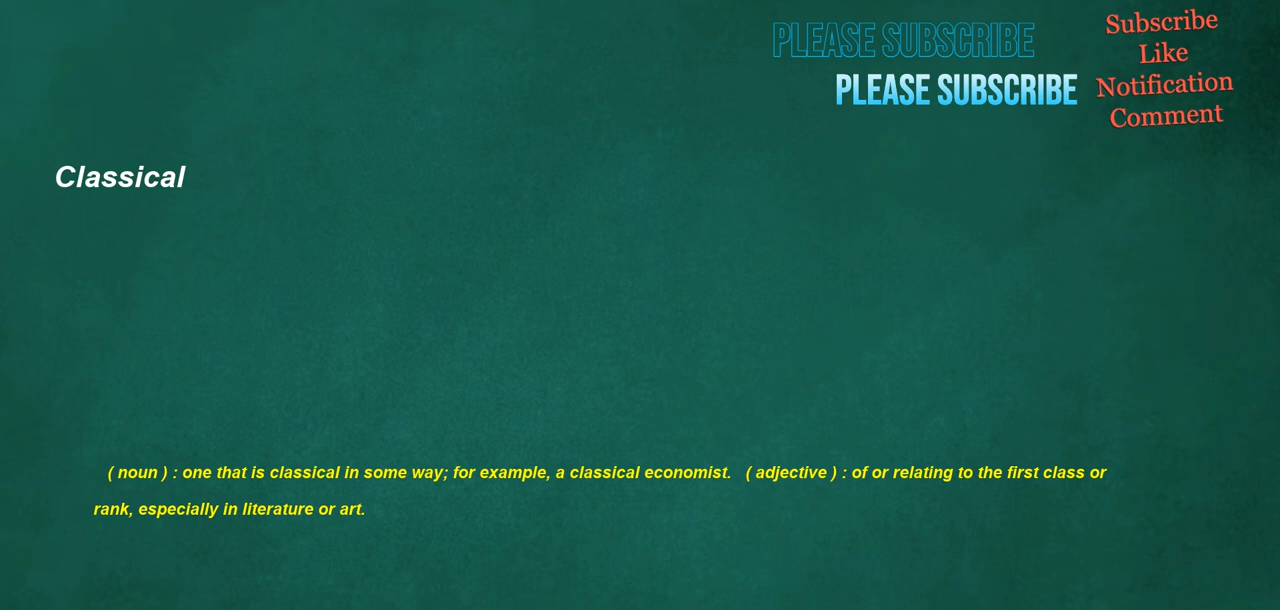 PLEASE SUBSCRIBE
PLEASE SUBSCRIBE
Subscribe
Like
Notification
Comment
Classical
( noun ) : one that is classical in some way; for example, a classical economist. ( adjective ) : of or relating to the first class or
rank, especially in literature or art.